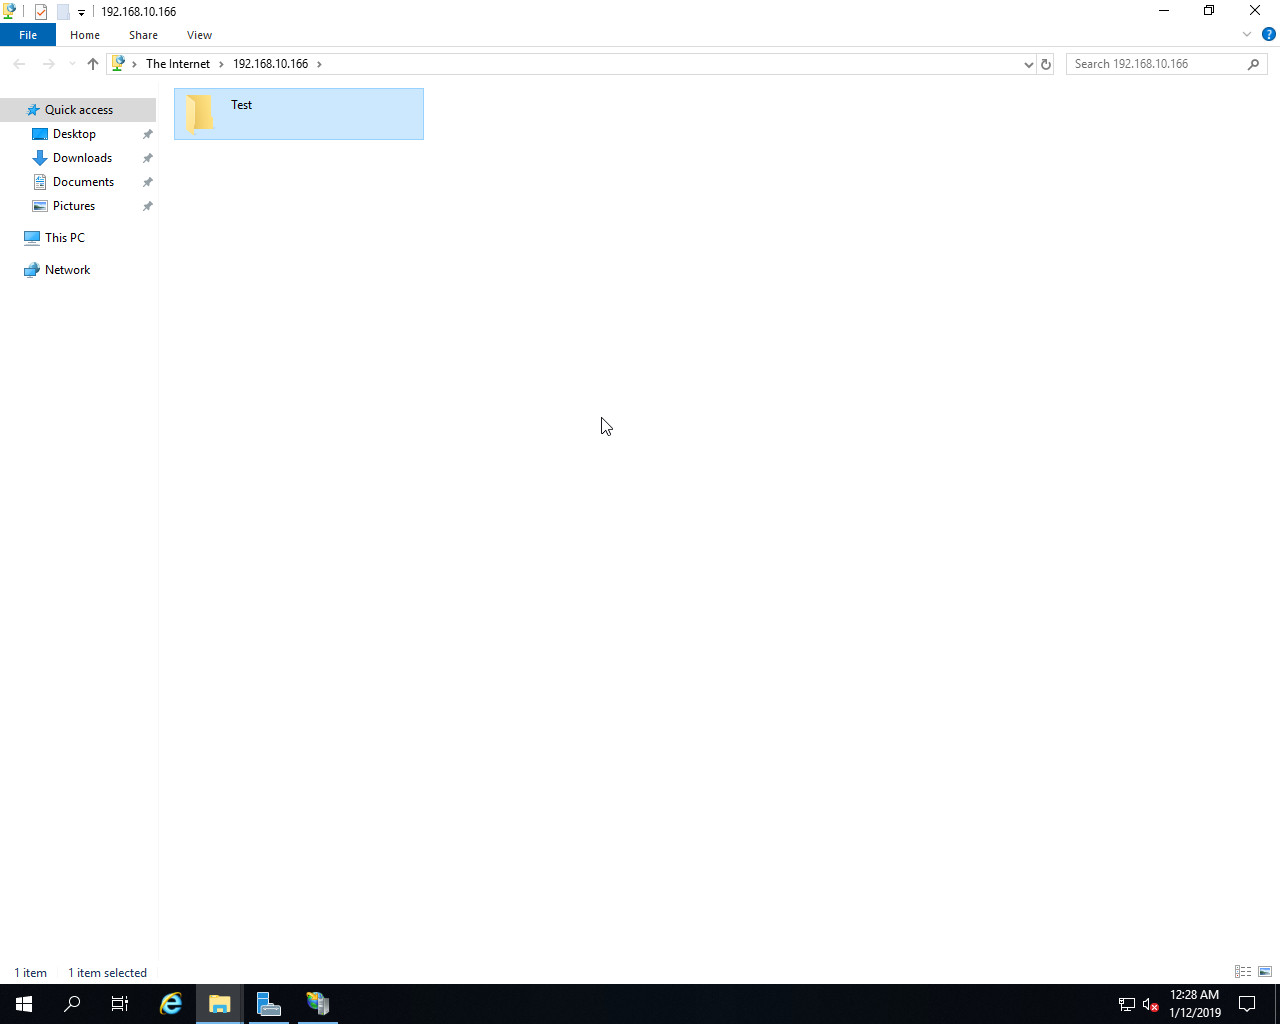 192.168.10.166
File Home Share View
The Internet 192.168.10.166 Search 192.168.10.166
Quick access
Desktop
Downloads
Documents
Pictures
This PC
Network
Test
1 item 1 item selected
12:28 AM
1/12/2019